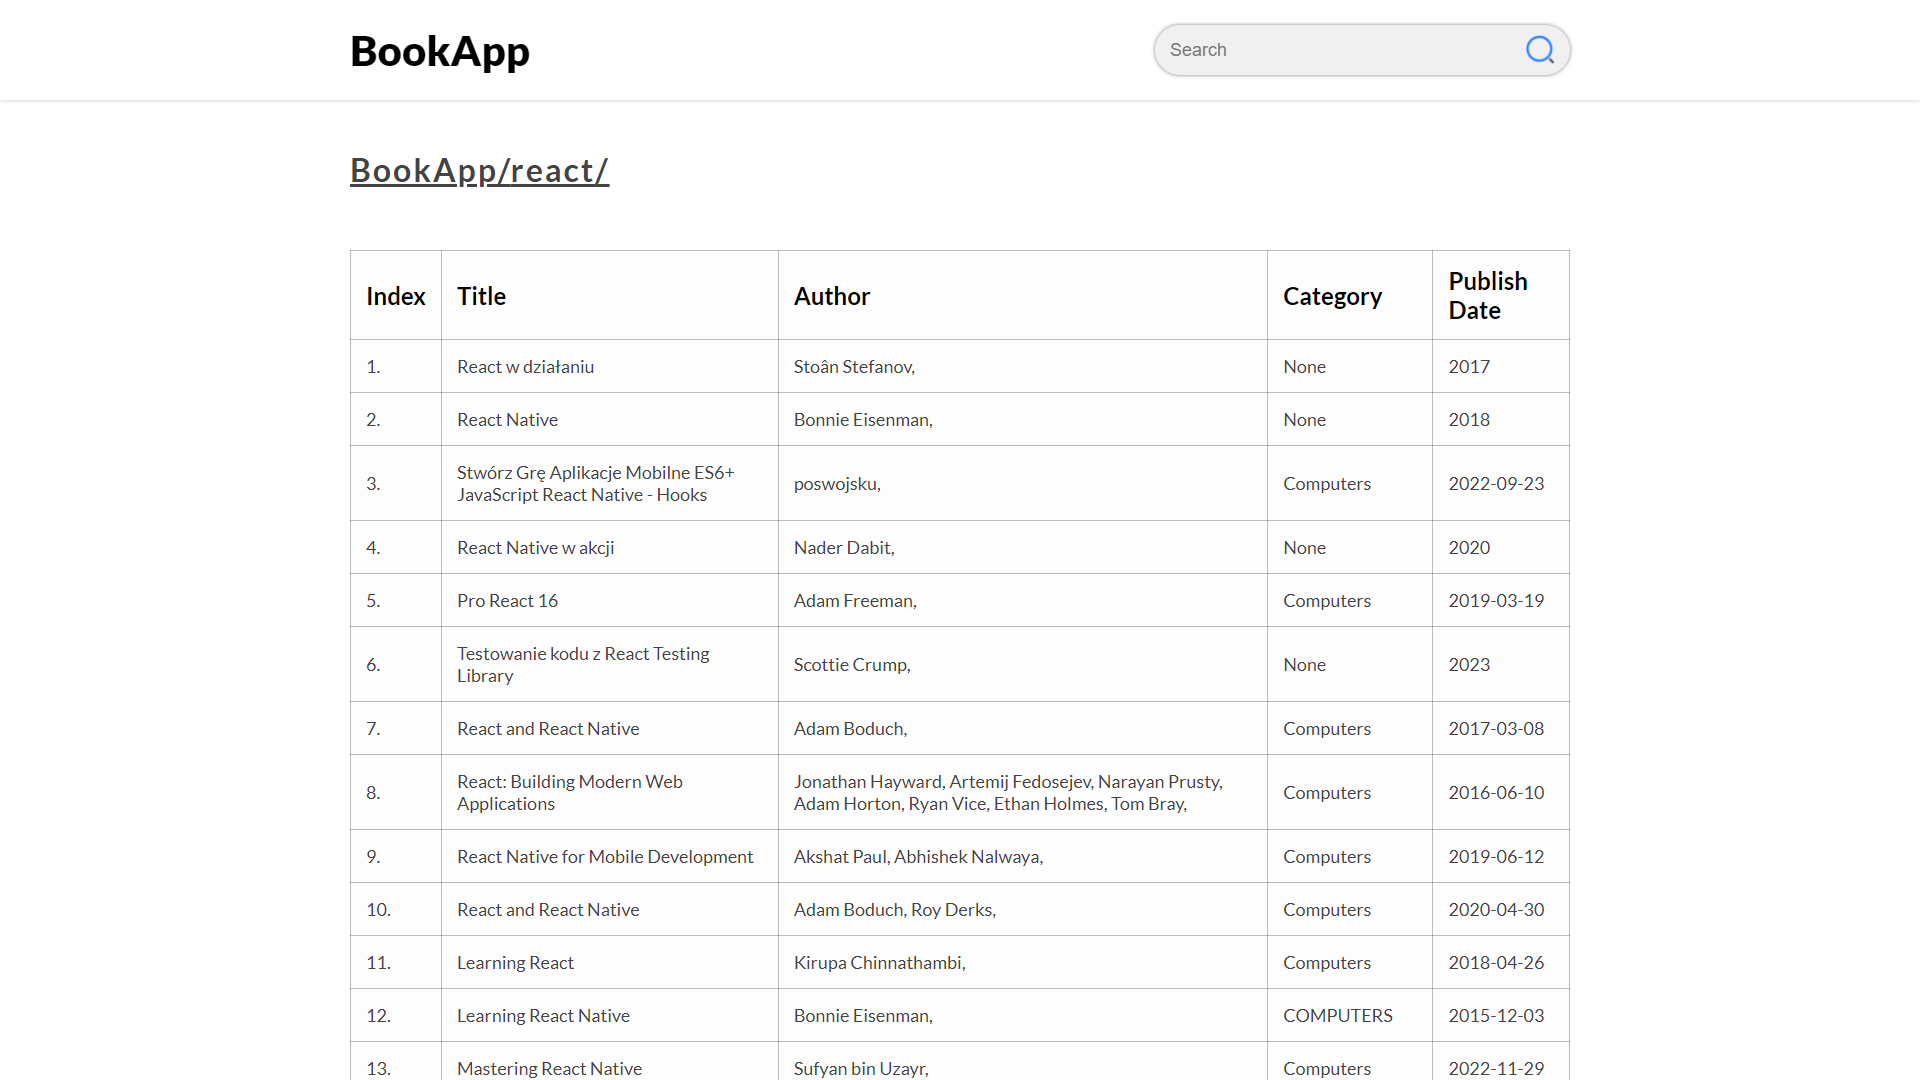 BookApp
Search
BookApp/react/
Index Title Author Category Publish Date
1. React w działaniu Stoân Stefanov, None 2017
2. React Native Bonnie Eisenman, None 2018
3. Stwórz Grę Aplikacje Mobilne ES6+ JavaScript React Native - Hooks poswojsku, Computers 2022-09-23
4. React Native w akcji Nader Dabit, None 2020
5. Pro React 16 Adam Freeman, Computers 2019-03-19
6. Testowanie kodu z React Testing Library Scottie Crump, None 2023
7. React and React Native Adam Boduch, Computers 2017-03-08
8. React: Building Modern Web Applications Jonathan Hayward, Artemij Fedosejev, Narayan Prusty, Adam Horton, Ryan Vice, Ethan Holmes, Tom Bray, Computers 2016-06-10
9. React Native for Mobile Development Akshat Paul, Abhishek Nalwaya, Computers 2019-06-12
10. React and React Native Adam Boduch, Roy Derks, Computers 2020-04-30
11. Learning React Kirupa Chinnathambi, Computers 2018-04-26
12. Learning React Native Bonnie Eisenman, COMPUTERS 2015-12-03
13. Mastering React Native Sufyan bin Uzayr, Computers 2022-11-29